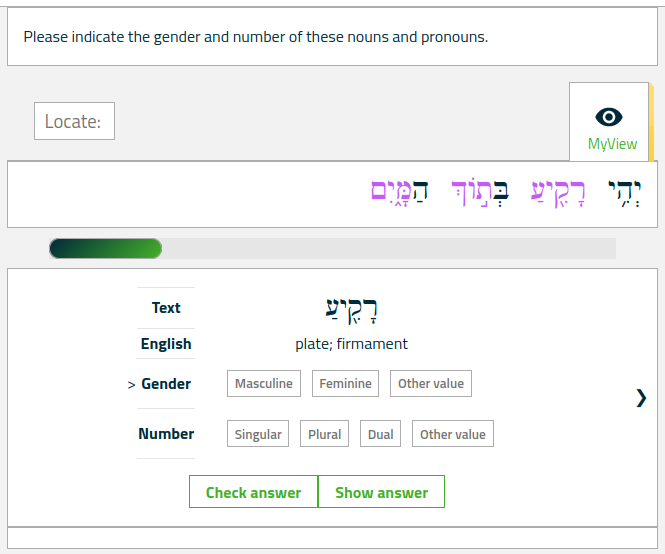 Please indicate the gender and number of these nouns and pronouns.
Locate:
MyView
יְהִ֥י רָקִ֖יעַ בְּתֹ֣וךְ הַמָּ֑יִם
Text רָקִ֖יעַ
English plate; firmament
> Gender Masculine Feminine Other value
❯
Number Singular Plural Dual Other value
Check answer Show answer